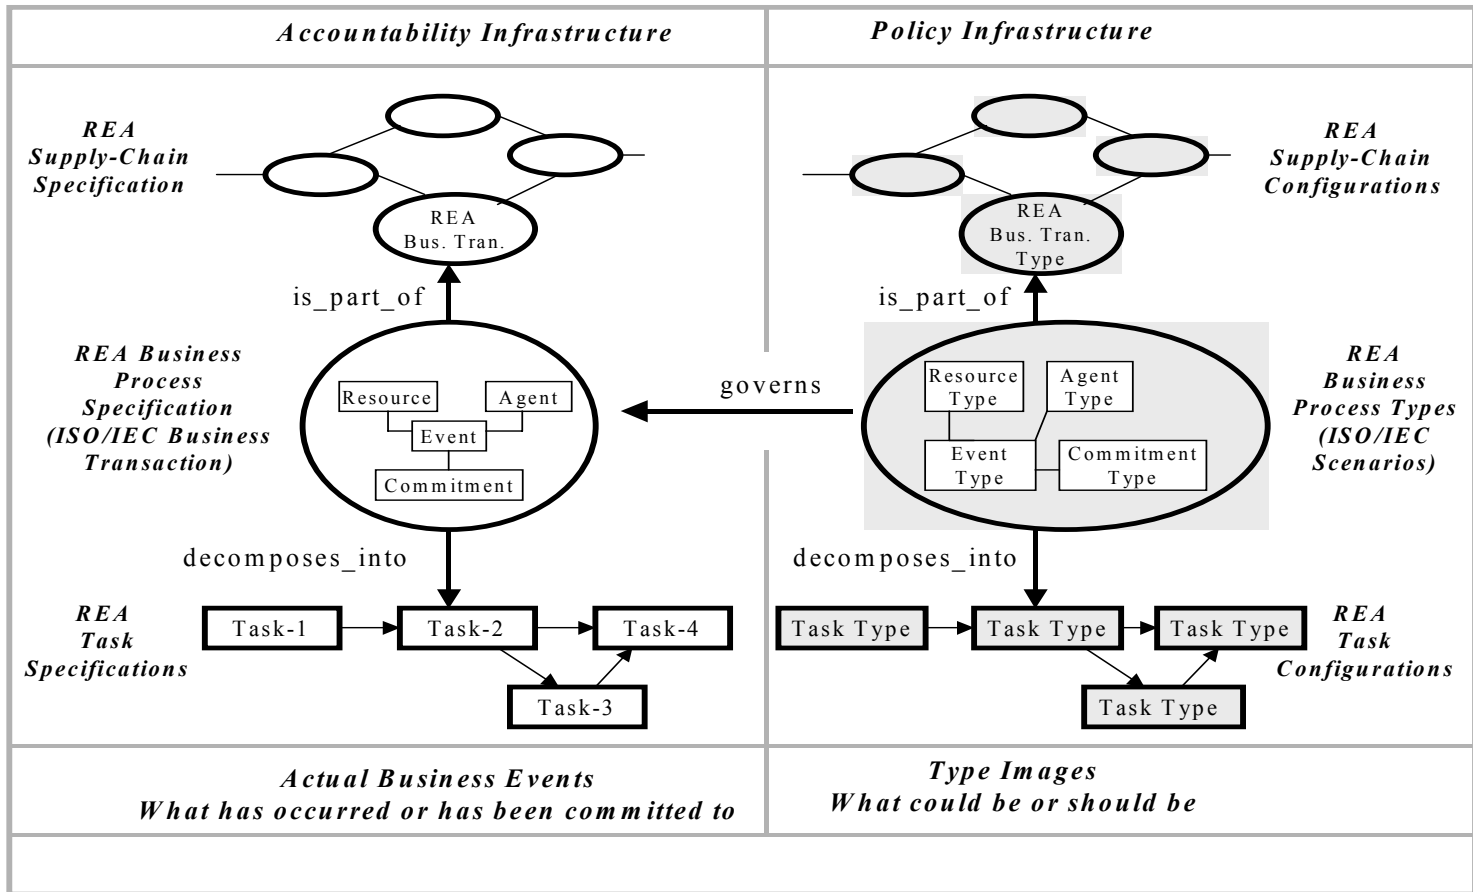 Accountability Infrastructure
Policy Infrastructure
REA
Supply-Chain
Specification
REA
Bus. Tran.
is_part_of
REA Business
Process
Specification
(ISO/IEC Business
Transaction)
Resource
Agent
Event
Commitment
decomposes_into
REA
Task
Specifications
Task-1
Task-2
Task-4
Task-3
governs
REA
Bus. Tran.
Type
REA
Supply-Chain
Configurations
is_part_of
Resource
Type
Agent
Type
Event
Type
Commitment
Type
REA
Business
Process Types
(ISO/IEC
Scenarios)
decomposes_into
Task Type
Task Type
Task Type
Task Type
REA
Task
Configurations
Actual Business Events
What has occurred or has been committed to
Type Images
What could be or should be